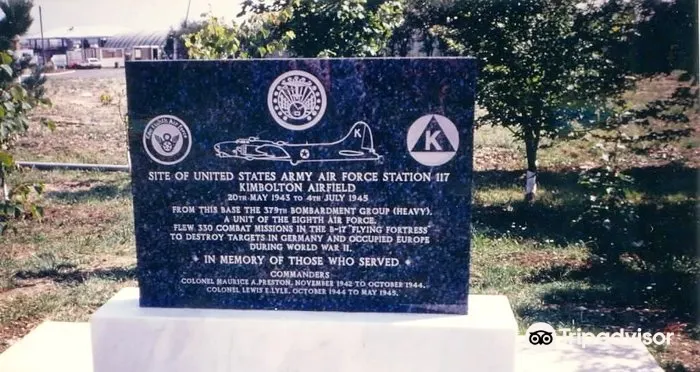 The Eighth Air Force
K
K
SITE OF UNITED STATES ARMY AIR FORCE STATION 117
KIMBOLTON AIRFIELD
20TH MAY 1943 TO 4TH JULY 1945
FROM THIS BASE THE 379TH BOMBARDMENT GROUP (HEAVY),
A UNIT OF THE EIGHTH AIR FORCE,
FLEW 330 COMBAT MISSIONS IN THE B-17 "FLYING FORTRESS"
TO DESTROY TARGETS IN GERMANY AND OCCUPIED EUROPE
DURING WORLD WAR II.
IN MEMORY OF THOSE WHO SERVED
COMMANDERS
COLONEL MAURICE A.PRESTON, NOVEMBER 1942 TO OCTOBER 1944.
COLONEL LEWIS E.LYLE, OCTOBER 1944 TO MAY 1945.
Tripadvisor